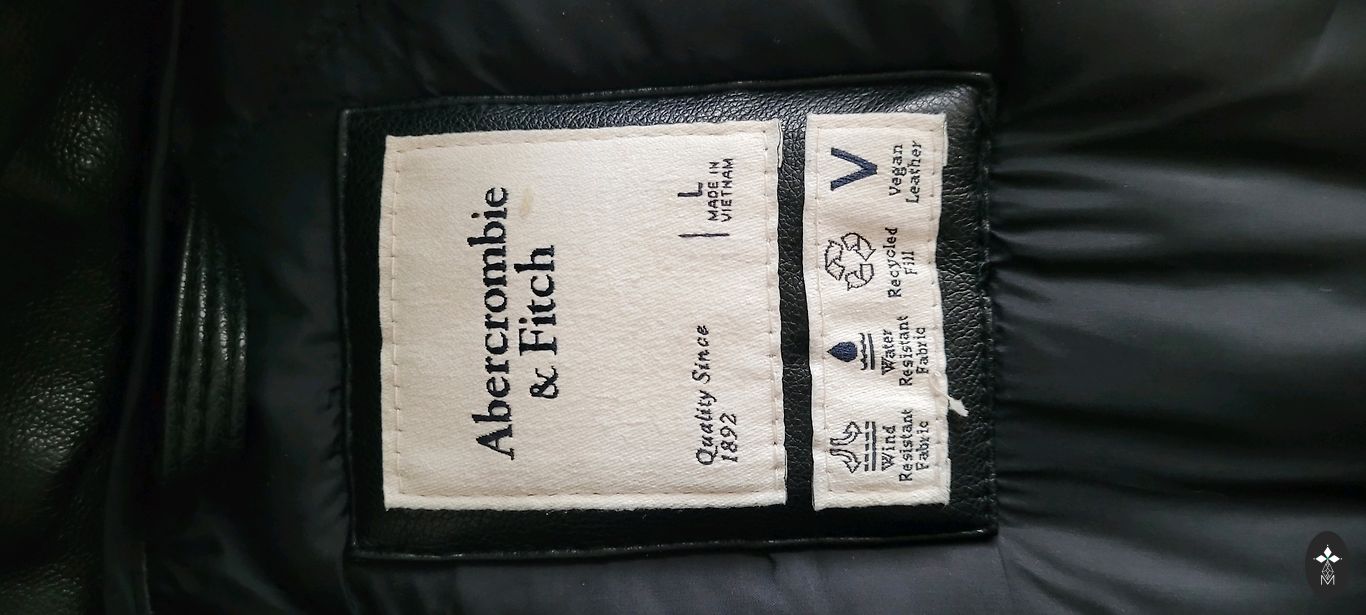 Abercrombie
& Fitch
Quality Since
1892
L
MADE IN
VIETNAM
Wind
Resistant
Fabric
Water
Resistant
Fabric
Recycled
Fill
V
Vegan
Leather
M